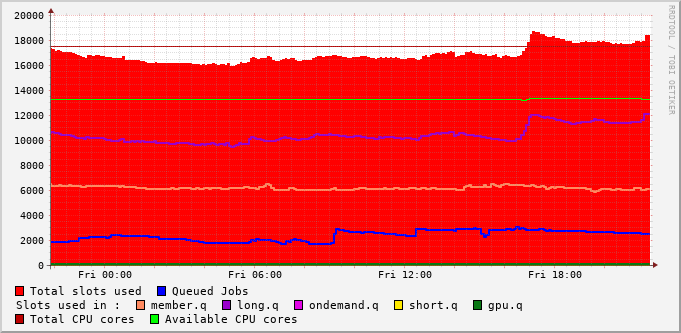 RRDTOOL / TOBI OETIKER
20000
18000
16000
14000
12000
10000
8000
6000
4000
2000
0
Fri 00:00 Fri 06:00 Fri 12:00 Fri 18:00
Total slots used Queued Jobs
Slots used in : member.q long.q ondemand.q short.q gpu.q
Total CPU cores Available CPU cores